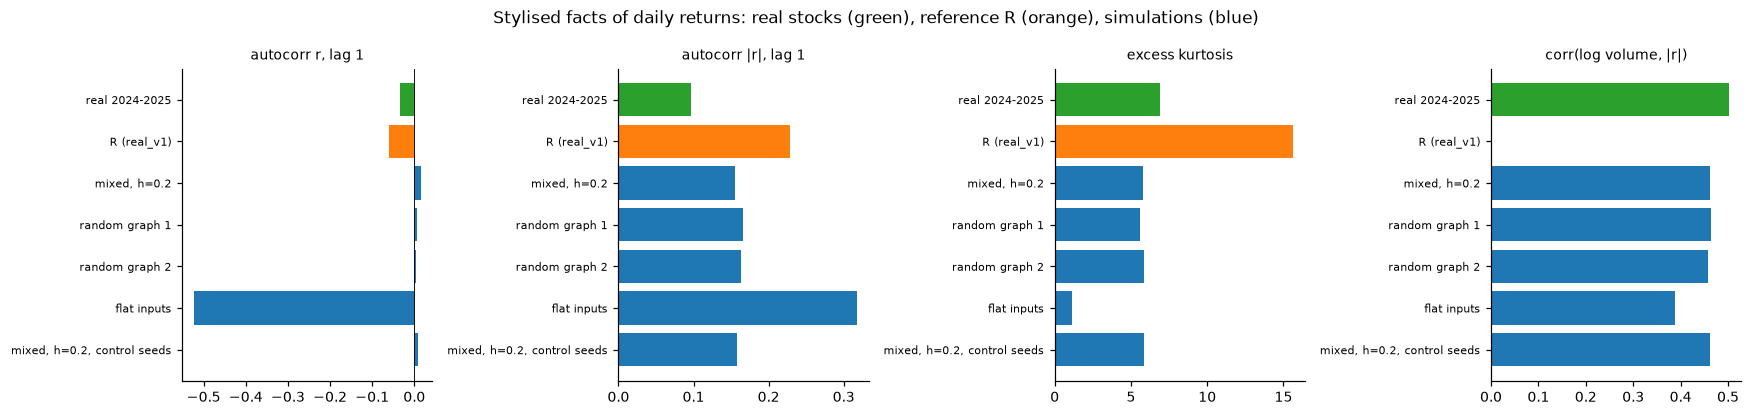 Stylised facts of daily returns: real stocks (green), reference R (orange), simulations (blue)
autocorr r, lag 1
real 2024-2025
R (real_v1)
mixed, h=0.2
random graph 1
random graph 2
flat inputs
mixed, h=0.2, control seeds
−0.5 −0.4 −0.3 −0.2 −0.1 0.0
autocorr |r|, lag 1
real 2024-2025
R (real_v1)
mixed, h=0.2
random graph 1
random graph 2
flat inputs
mixed, h=0.2, control seeds
0.0 0.1 0.2 0.3
excess kurtosis
real 2024-2025
R (real_v1)
mixed, h=0.2
random graph 1
random graph 2
flat inputs
mixed, h=0.2, control seeds
0 5 10 15
corr(log volume, |r|)
real 2024-2025
R (real_v1)
mixed, h=0.2
random graph 1
random graph 2
flat inputs
mixed, h=0.2, control seeds
0.0 0.1 0.2 0.3 0.4 0.5